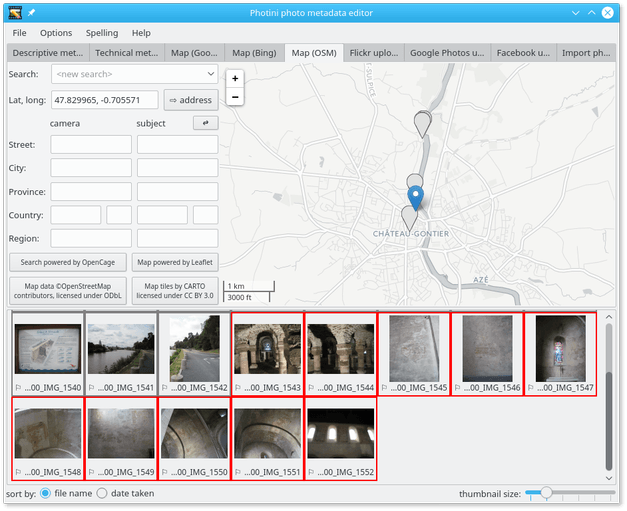 Photini photo metadata editor
File Options Spelling Help
Descriptive met... Technical met... Map (Goo... Map (Bing) Map (OSM) Flickr uplo... Google Photos u... Facebook u... Import ph...
Search: <new search>
Lat, long: 47.829965, -0.705571 ⇨ address
camera subject
Street:
City:
Province:
Country:
Region:
Search powered by OpenCage Map powered by Leaflet
Map data ©OpenStreetMap contributors, licensed under ODbL
Map tiles by CARTO licensed under CC BY 3.0
+
−
T-SULPICE
CHÂTEAU-GONTIER
AZÉ
1 km
3000 ft
...00_IMG_1540 ...00_IMG_1541 ...00_IMG_1542 ...00_IMG_1543 ...00_IMG_1544 ...00_IMG_1545 ...00_IMG_1546 ...00_IMG_1547
...00_IMG_1548 ...00_IMG_1549 ...00_IMG_1550 ...00_IMG_1551 ...00_IMG_1552
sort by: file name date taken thumbnail size: